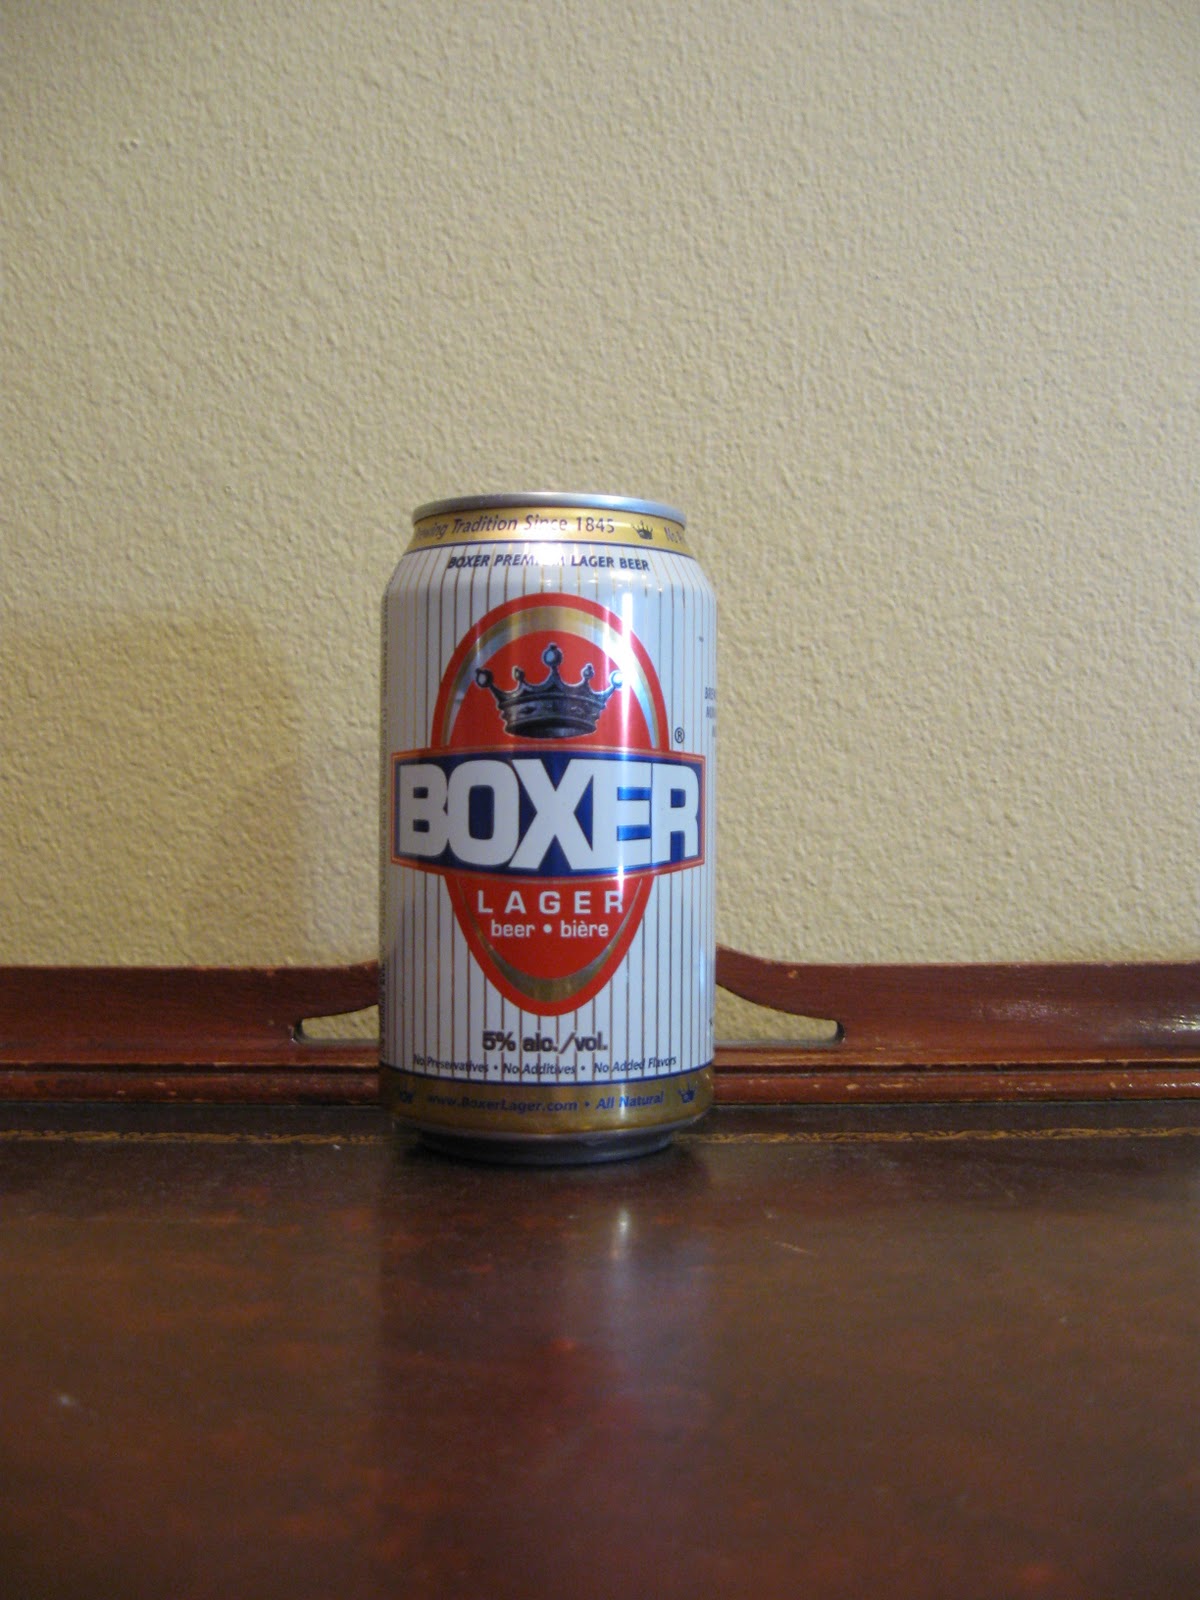 Tradition Since 1845
BOXER LAGER BEER
®
BOXER
LAGER
beer • bière
5% alc./vol.
No Preservatives • No Additives • No Added Flavors
www.BoxerLager.com • All Natural